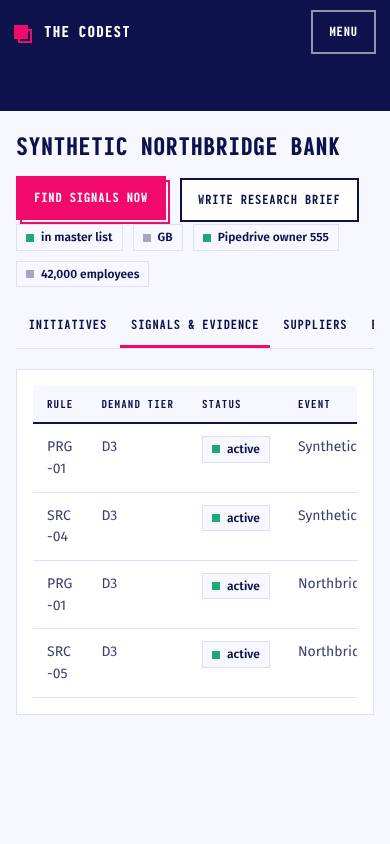 THE CODEST
MENU
SYNTHETIC NORTHBRIDGE BANK
FIND SIGNALS NOW
WRITE RESEARCH BRIEF
in master list
GB
Pipedrive owner 555
42,000 employees
INITIATIVES SIGNALS & EVIDENCE SUPPLIERS
RULE DEMAND TIER STATUS EVENT
PRG D3 active Synthetic
-01
SRC D3 active Synthetic
-04
PRG D3 active Northbric
-01
SRC D3 active Northbric
-05